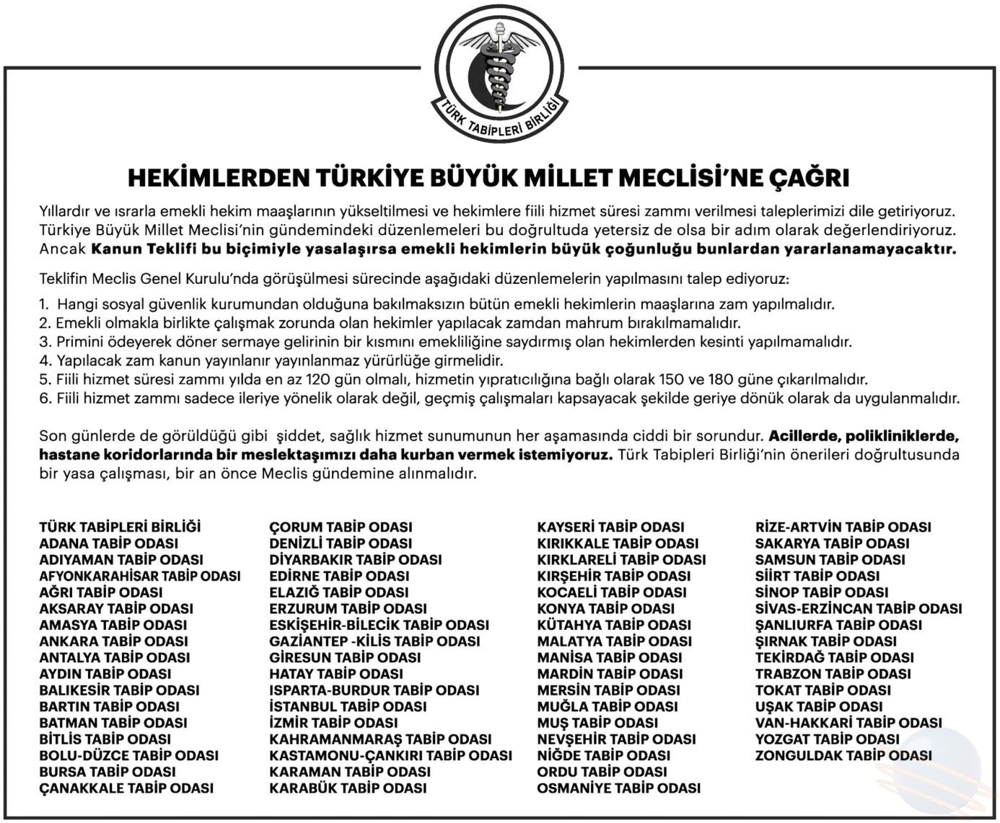 TÜRK TABİPLERİ BİRLİĞİ
HEKİMLERDEN TÜRKİYE BÜYÜK MİLLET MECLİSİ'NE ÇAĞRI
Yıllardır ve ısrarla emekli hekim maaşlarının yükseltilmesi ve hekimlere fiili hizmet süresi zammı verilmesi taleplerimizi dile getiriyoruz.
Türkiye Büyük Millet Meclisi'nin gündemindeki düzenlemeleri bu doğrultuda yetersiz de olsa bir adım olarak değerlendiriyoruz.
Ancak Kanun Teklifi bu biçimiyle yasalaşırsa emekli hekimlerin büyük çoğunluğu bunlardan yararlanamayacaktır.
Teklifin Meclis Genel Kurulu'nda görüşülmesi sürecinde aşağıdaki düzenlemelerin yapılmasını talep ediyoruz:
1. Hangi sosyal güvenlik kurumundan olduğuna bakılmaksızın bütün emekli hekimlerin maaşlarına zam yapılmalıdır.
2. Emekli olmakla birlikte çalışmak zorunda olan hekimler yapılacak zamdan mahrum bırakılmamalıdır.
3. Primini ödeyerek döner sermaye gelirinin bir kısmını emekliliğine saydırmış olan hekimlerden kesinti yapılmamalıdır.
4. Yapılacak zam kanun yayınlanır yayınlanmaz yürürlüğe girmelidir.
5. Fiili hizmet süresi zammı yılda en az 120 gün olmalı, hizmetin yıpratıcılığına bağlı olarak 150 ve 180 güne çıkarılmalıdır.
6. Fiili hizmet zammı sadece ileriye yönelik olarak değil, geçmiş çalışmaları kapsayacak şekilde geriye dönük olarak da uygulanmalıdır.
Son günlerde de görüldüğü gibi şiddet, sağlık hizmet sunumunun her aşamasında ciddi bir sorundur. Acillerde, polikliniklerde,
hastane koridorlarında bir meslektaşımızı daha kurban vermek istemiyoruz. Türk Tabipleri Birliği'nin önerileri doğrultusunda
bir yasa çalışması, bir an önce Meclis gündemine alınmalıdır.
TÜRK TABİPLERİ BİRLİĞİ
ADANA TABİP ODASI
ADIYAMAN TABİP ODASI
AFYONKARAHİSAR TABİP ODASI
AĞRI TABİP ODASI
AKSARAY TABİP ODASI
AMASYA TABİP ODASI
ANKARA TABİP ODASI
ANTALYA TABİP ODASI
AYDIN TABİP ODASI
BALIKESİR TABİP ODASI
BARTIN TABİP ODASI
BATMAN TABİP ODASI
BİTLİS TABİP ODASI
BOLU-DÜZCE TABİP ODASI
BURSA TABİP ODASI
ÇANAKKALE TABİP ODASI
ÇORUM TABİP ODASI
DENİZLİ TABİP ODASI
DİYARBAKIR TABİP ODASI
EDİRNE TABİP ODASI
ELAZIĞ TABİP ODASI
ERZURUM TABİP ODASI
ESKİŞEHİR-BİLECİK TABİP ODASI
GAZİANTEP -KİLİS TABİP ODASI
GİRESUN TABİP ODASI
HATAY TABİP ODASI
ISPARTA-BURDUR TABİP ODASI
İSTANBUL TABİP ODASI
İZMİR TABİP ODASI
KAHRAMANMARAŞ TABİP ODASI
KASTAMONU-ÇANKIRI TABİP ODASI
KARAMAN TABİP ODASI
KARABÜK TABİP ODASI
KAYSERİ TABİP ODASI
KIRIKKALE TABİP ODASI
KIRKLARELİ TABİP ODASI
KIRŞEHİR TABİP ODASI
KOCAELİ TABİP ODASI
KONYA TABİP ODASI
KÜTAHYA TABİP ODASI
MALATYA TABİP ODASI
MANİSA TABİP ODASI
MARDİN TABİP ODASI
MERSİN TABİP ODASI
MUĞLA TABİP ODASI
MUŞ TABİP ODASI
NEVŞEHİR TABİP ODASI
NİĞDE TABİP ODASI
ORDU TABİP ODASI
OSMANİYE TABİP ODASI
RİZE-ARTVİN TABİP ODASI
SAKARYA TABİP ODASI
SAMSUN TABİP ODASI
SİİRT TABİP ODASI
SİNOP TABİP ODASI
SİVAS-ERZİNCAN TABİP ODASI
ŞANLIURFA TABİP ODASI
ŞIRNAK TABİP ODASI
TEKİRDAĞ TABİP ODASI
TRABZON TABİP ODASI
TOKAT TABİP ODASI
UŞAK TABİP ODASI
VAN-HAKKARİ TABİP ODASI
YOZGAT TABİP ODASI
ZONGULDAK TABİP ODASI